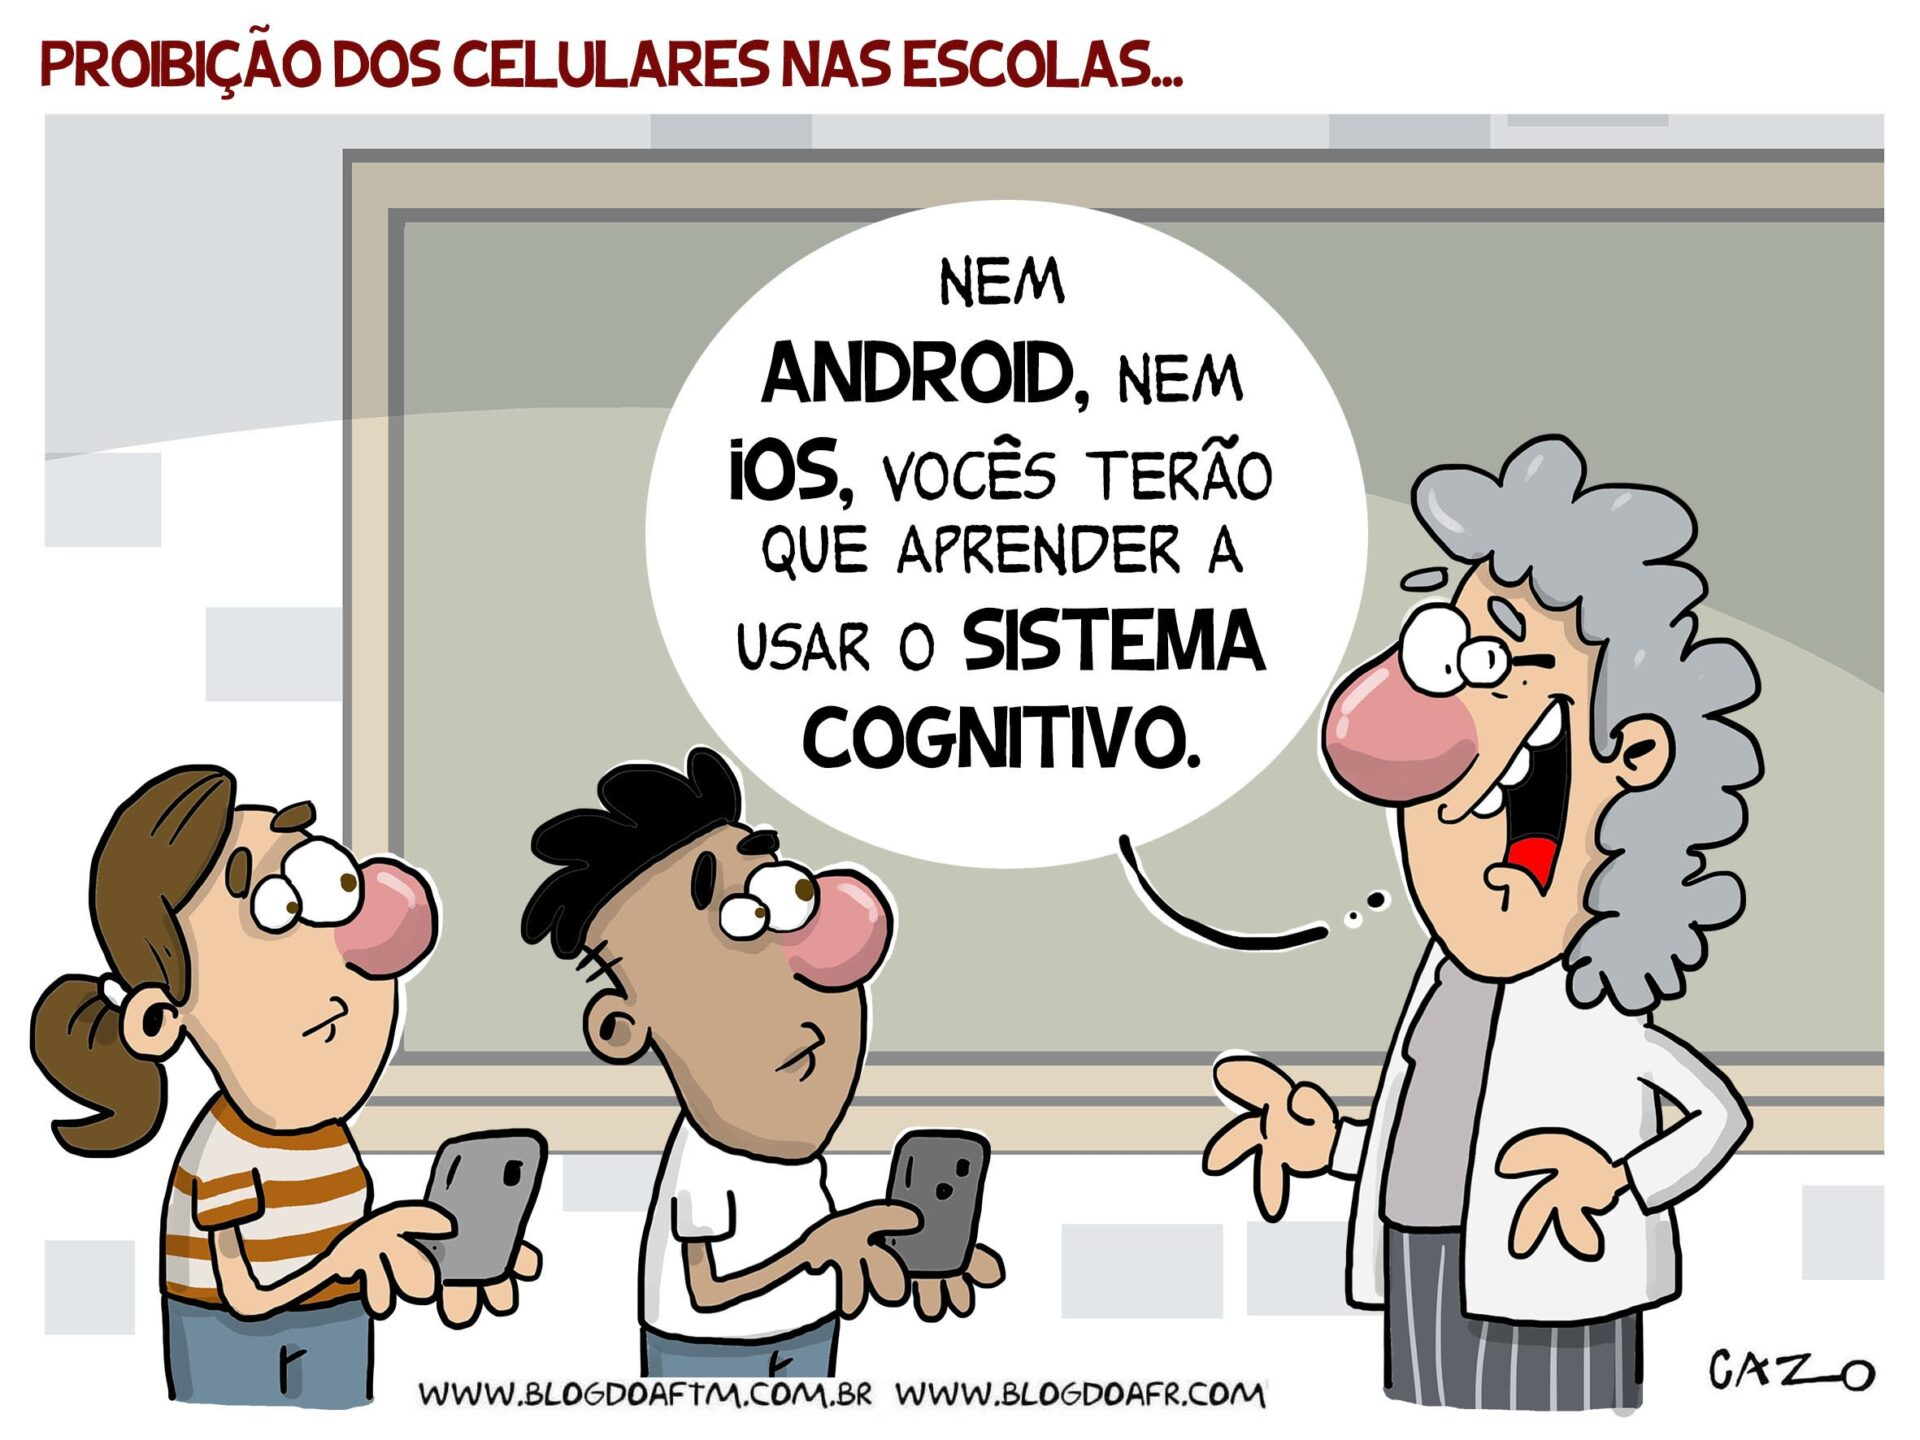 PROIBIÇÃO DOS CELULARES NAS ESCOLAS...
NEM
ANDROID, NEM
iOS, VOCÊS TERÃO
QUE APRENDER A
USAR O SISTEMA
COGNITIVO.
CAZO
WWW.BLOGDOAFTM.COM.BR WWW.BLOGDOAFR.COM